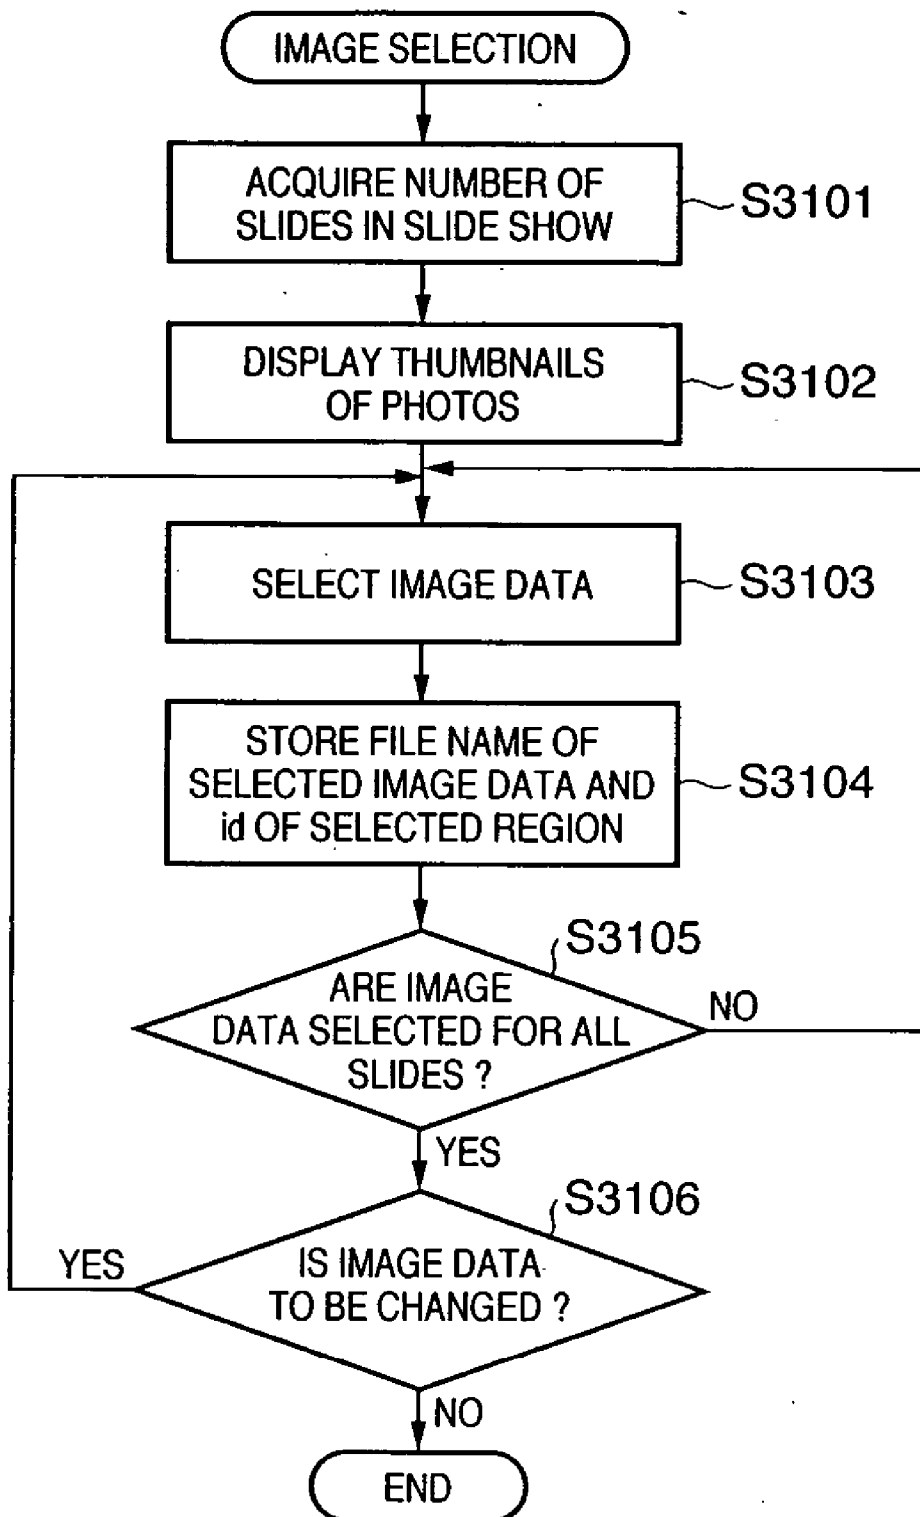 IMAGE SELECTION
ACQUIRE NUMBER OF
SLIDES IN SLIDE SHOW
S3101
DISPLAY THUMBNAILS
OF PHOTOS
S3102
SELECT IMAGE DATA
S3103
STORE FILE NAME OF
SELECTED IMAGE DATA AND
id OF SELECTED REGION
S3104
S3105
ARE IMAGE
DATA SELECTED FOR ALL
SLIDES ?
NO
YES
S3106
IS IMAGE DATA
TO BE CHANGED ?
YES
NO
END